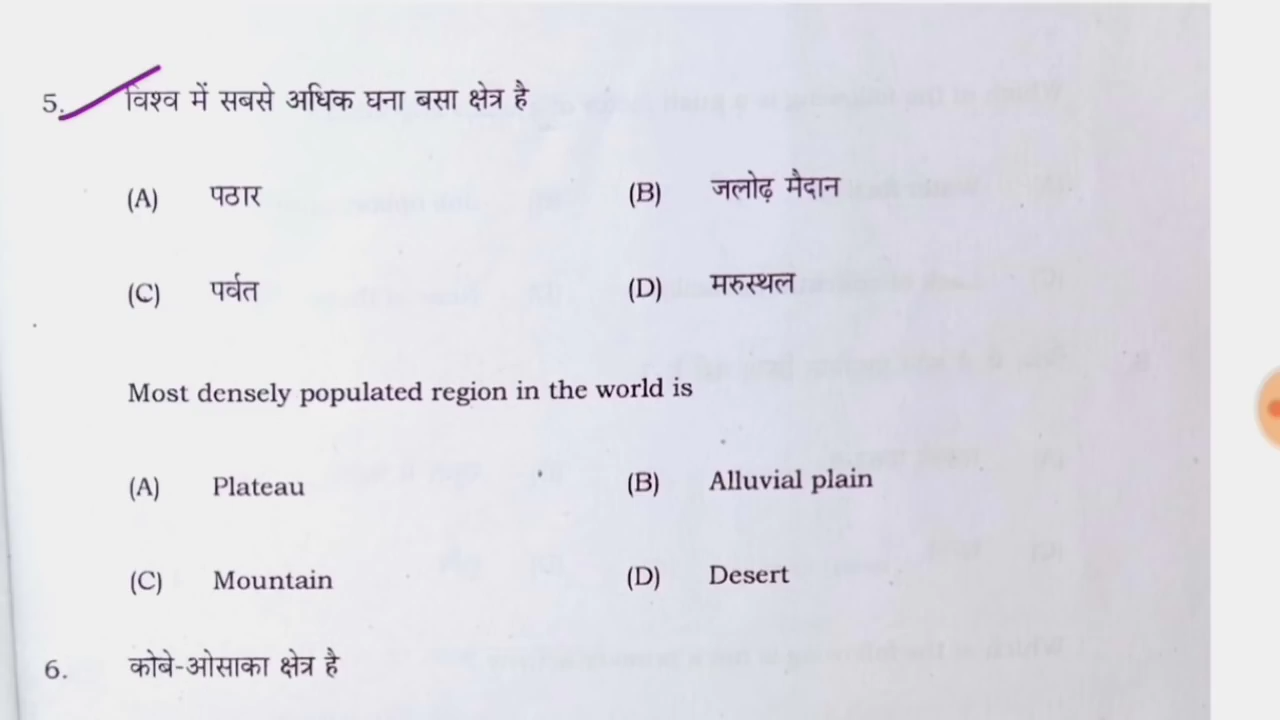 5. विश्व में सबसे अधिक घना बसा क्षेत्र है
(A) पठार (B) जलोढ़ मैदान
(C) पर्वत (D) मरुस्थल
Most densely populated region in the world is
(A) Plateau (B) Alluvial plain
(C) Mountain (D) Desert
6. कोबे-ओसाका क्षेत्र है